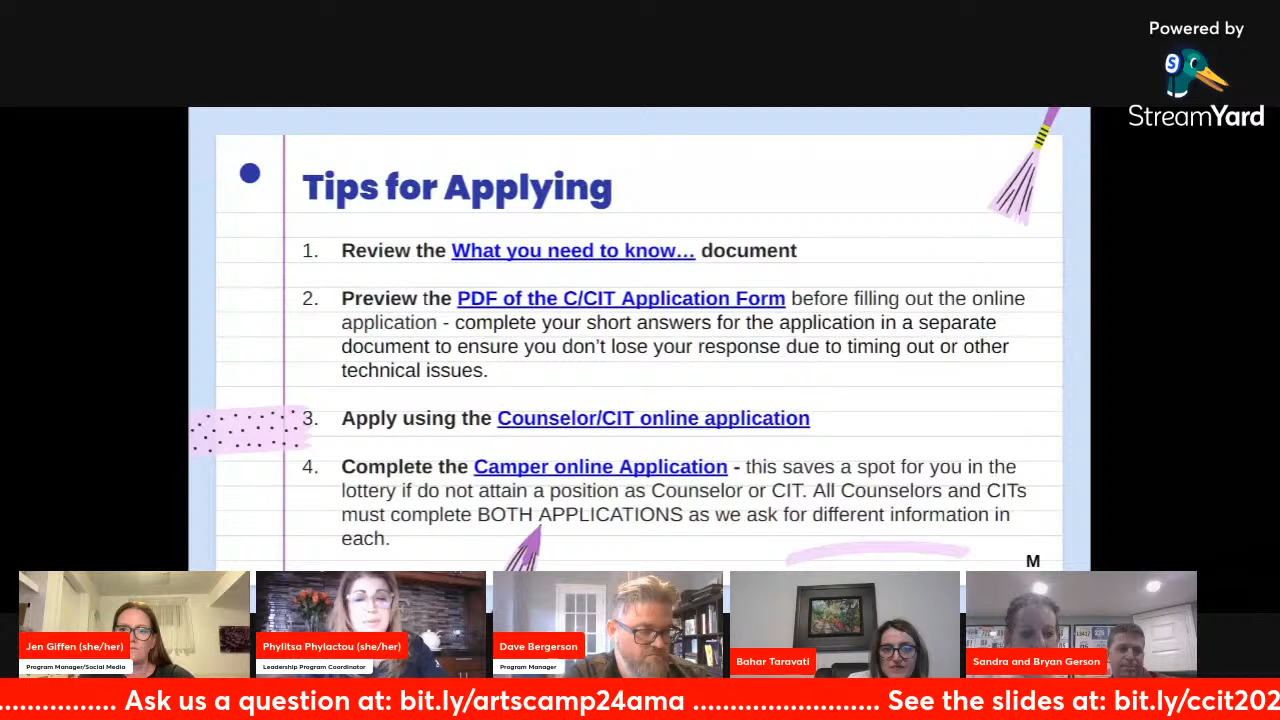 Powered by
StreamYard
Tips for Applying
1. Review the What you need to know… document
2. Preview the PDF of the C/CIT Application Form before filling out the online
application - complete your short answers for the application in a separate
document to ensure you don’t lose your response due to timing out or other
technical issues.
3. Apply using the Counselor/CIT online application
4. Complete the Camper online Application - this saves a spot for you in the
lottery if do not attain a position as Counselor or CIT. All Counselors and CITs
must complete BOTH APPLICATIONS as we ask for different information in
each.
M
Jen Giffen (she/her)
Program Manager/Social Media
Phylitsa Phylactou (she/her)
Leadership Program Coordinator
Dave Bergerson
Program Manager
Bahar Taravati
Sandra and Bryan Gerson
................ Ask us a question at: bit.ly/artscamp24ama ........................ See the slides at: bit.ly/ccit202